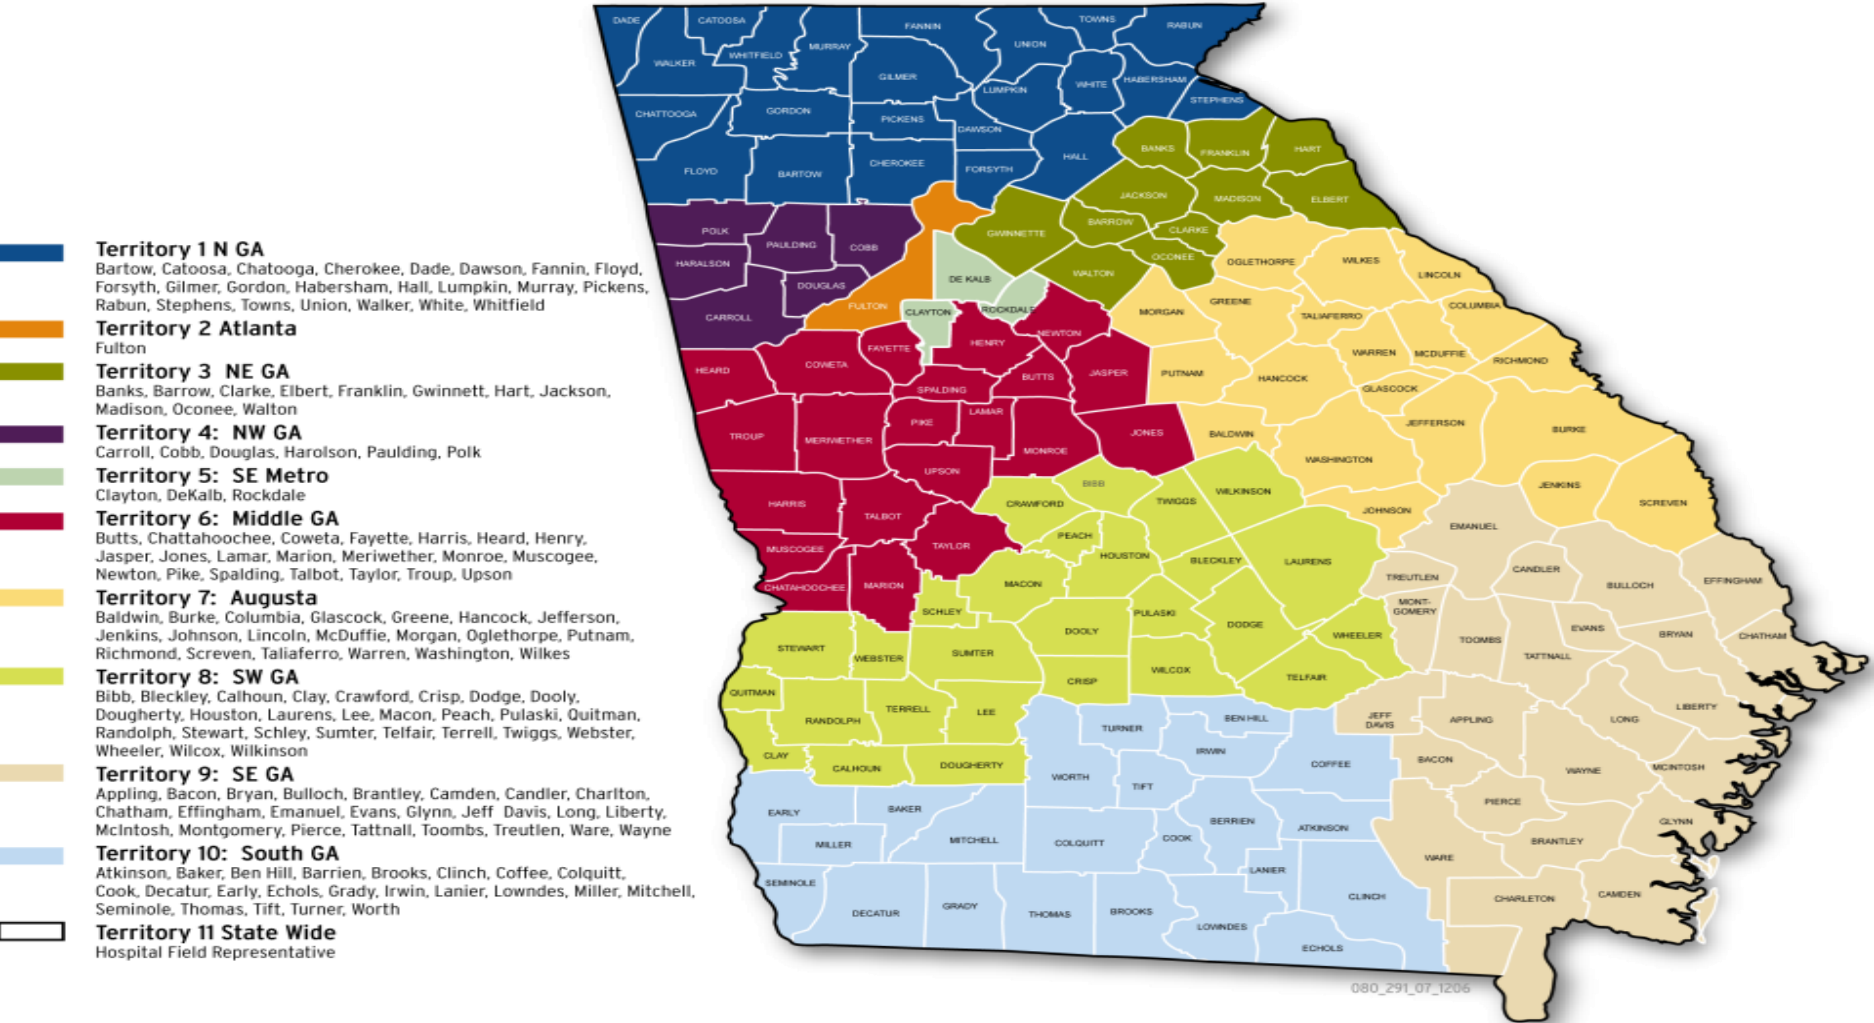 Territory 1 N GA
Bartow, Catoosa, Chatooga, Cherokee, Dade, Dawson, Fannin, Floyd,
Forsyth, Gilmer, Gordon, Habersham, Hall, Lumpkin, Murray, Pickens,
Rabun, Stephens, Towns, Union, Walker, White, Whitfield
Territory 2 Atlanta
Fulton
Territory 3 NE GA
Banks, Barrow, Clarke, Elbert, Franklin, Gwinnett, Hart, Jackson,
Madison, Oconee, Walton
Territory 4: NW GA
Carroll, Cobb, Douglas, Harolson, Paulding, Polk
Territory 5: SE Metro
Clayton, DeKalb, Rockdale
Territory 6: Middle GA
Butts, Chattahoochee, Coweta, Fayette, Harris, Heard, Henry,
Jasper, Jones, Lamar, Marion, Meriwether, Monroe, Muscogee,
Newton, Pike, Spalding, Talbot, Taylor, Troup, Upson
Territory 7: Augusta
Baldwin, Burke, Columbia, Glascock, Greene, Hancock, Jefferson,
Jenkins, Johnson, Lincoln, McDuffie, Morgan, Oglethorpe, Putnam,
Richmond, Screven, Taliaferro, Warren, Washington, Wilkes
Territory 8: SW GA
Bibb, Bleckley, Calhoun, Clay, Crawford, Crisp, Dodge, Dooly,
Dougherty, Houston, Laurens, Lee, Macon, Peach, Pulaski, Quitman,
Randolph, Stewart, Schley, Sumter, Telfair, Terrell, Twiggs, Webster,
Wheeler, Wilcox, Wilkinson
Territory 9: SE GA
Appling, Bacon, Bryan, Bulloch, Brantley, Camden, Candler, Charlton,
Chatham, Effingham, Emanuel, Evans, Glynn, Jeff Davis, Long, Liberty,
McIntosh, Montgomery, Pierce, Tattnall, Toombs, Treutlen, Ware, Wayne
Territory 10: South GA
Atkinson, Baker, Ben Hill, Barrien, Brooks, Clinch, Coffee, Colquitt,
Cook, Decatur, Early, Echols, Grady, Irwin, Lanier, Lowndes, Miller, Mitchell,
Seminole, Thomas, Tift, Turner, Worth
Territory 11 State Wide
Hospital Field Representative
DADE
CATOOSA
FANNIN
TOWNS
RABUN
WALKER
WHITFIELD
MURRAY
UNION
GILMER
LUMPKIN
WHITE
HABERSHAM
STEPHENS
CHATTOOGA
GORDON
PICKENS
DAWSON
FLOYD
BARTOW
CHEROKEE
FORSYTH
HALL
BANKS
FRANKLIN
HART
JACKSON
MADISON
ELBERT
POLK
PAULDING
COBB
GWINNETTE
BARROW
CLARKE
HARALSON
DOUGLAS
DE KALB
WALTON
OCONEE
OGLETHORPE
WILKES
LINCOLN
CARROLL
FULTON
CLAYTON
ROCKDALE
MORGAN
GREENE
TALIAFERRO
COLUMBIA
HEARD
COWETA
FAYETTE
HENRY
NEWTON
WARREN
MCDUFFIE
RICHMOND
SPALDING
BUTTS
JASPER
PUTNAM
HANCOCK
GLASCOCK
TROUP
MERIWETHER
PIKE
LAMAR
MONROE
JONES
BALDWIN
JEFFERSON
BURKE
UPSON
WASHINGTON
HARRIS
TALBOT
CRAWFORD
BIBB
TWIGGS
WILKINSON
JOHNSON
JENKINS
SCREVEN
EMANUEL
MUSCOGEE
TAYLOR
PEACH
HOUSTON
BLECKLEY
LAURENS
TREUTLEN
CANDLER
BULLOCH
EFFINGHAM
CHATAHOOCHEE
MARION
MACON
SCHLEY
PULASKI
MONT-
GOMERY
STEWART
WEBSTER
SUMTER
DOOLY
DODGE
WHEELER
TOOMBS
EVANS
TATTNALL
BRYAN
CHATHAM
QUITMAN
CRISP
WILCOX
TELFAIR
RANDOLPH
TERRELL
LEE
TURNER
BEN HILL
JEFF
DAVIS
APPLING
LONG
LIBERTY
CLAY
CALHOUN
DOUGHERTY
WORTH
TIFT
IRWIN
COFFEE
BACON
WAYNE
MCINTOSH
EARLY
BAKER
MILLER
MITCHELL
COLQUITT
COOK
BERRIEN
ATKINSON
PIERCE
BRANTLEY
GLYNN
SEMINOLE
DECATUR
GRADY
THOMAS
BROOKS
LANIER
LOWNDES
CLINCH
ECHOLS
WARE
CHARLETON
CAMDEN
080_291_07_1206